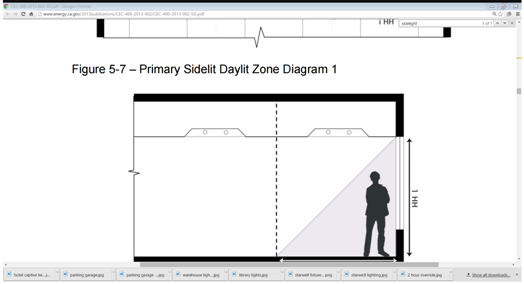 www.energy.ca.gov/2013publications/CEC-400-2013-002/CEC-400-2013-002-SD.pdf
1 HH
sidelight
1 of 1
Figure 5-7 – Primary Sidelit Daylit Zone Diagram 1
1 HH
hotel captive ke...j...
parking garage.jpg
parking garage ....jpg
warehouse ligh...jpg
library lights.jpg
stairwell fixture...png
stairwell lighting.jpg
2 hour override.jpg
Show all downloads...